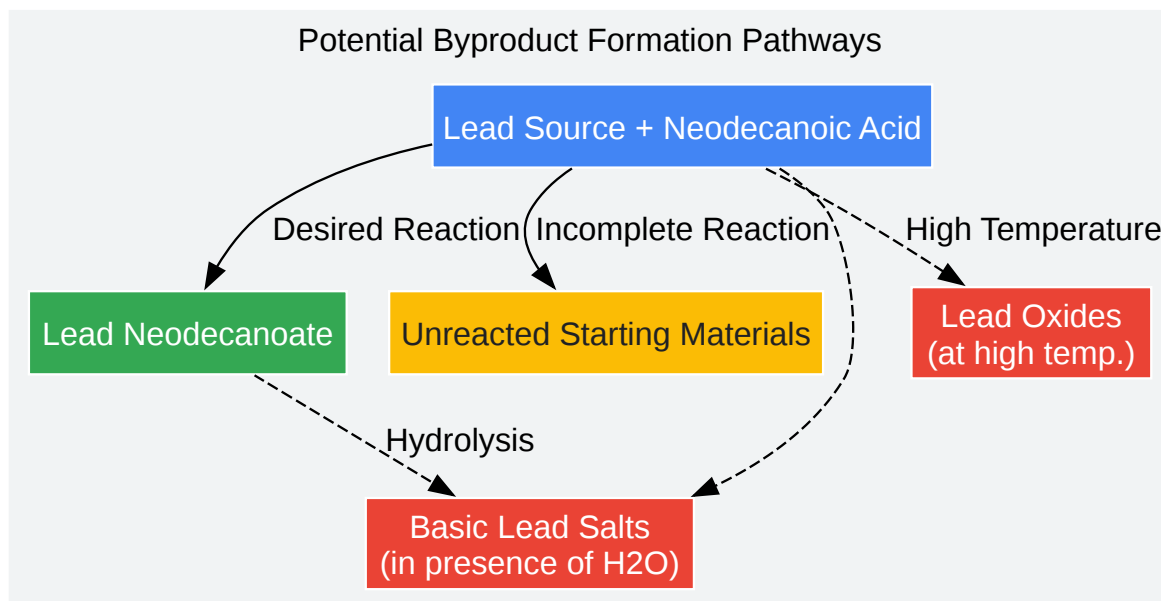 Potential Byproduct Formation Pathways
Lead Source + Neodecanoic Acid
Desired Reaction
Incomplete Reaction
High Temperature
Lead Neodecanoate
Unreacted Starting Materials
Lead Oxides
(at high temp.)
Hydrolysis
Basic Lead Salts
(in presence of H2O)